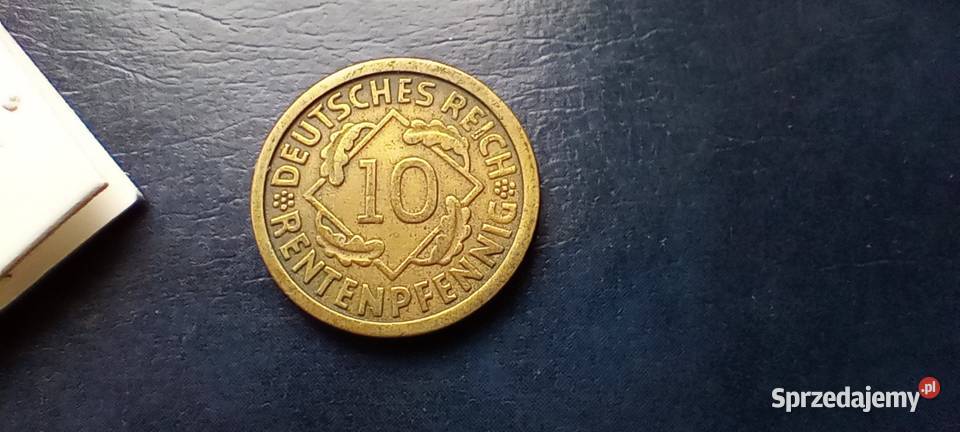 DEUTSCHES REICH
10
RENTENPFENNIG
Sprzedajemy.pl